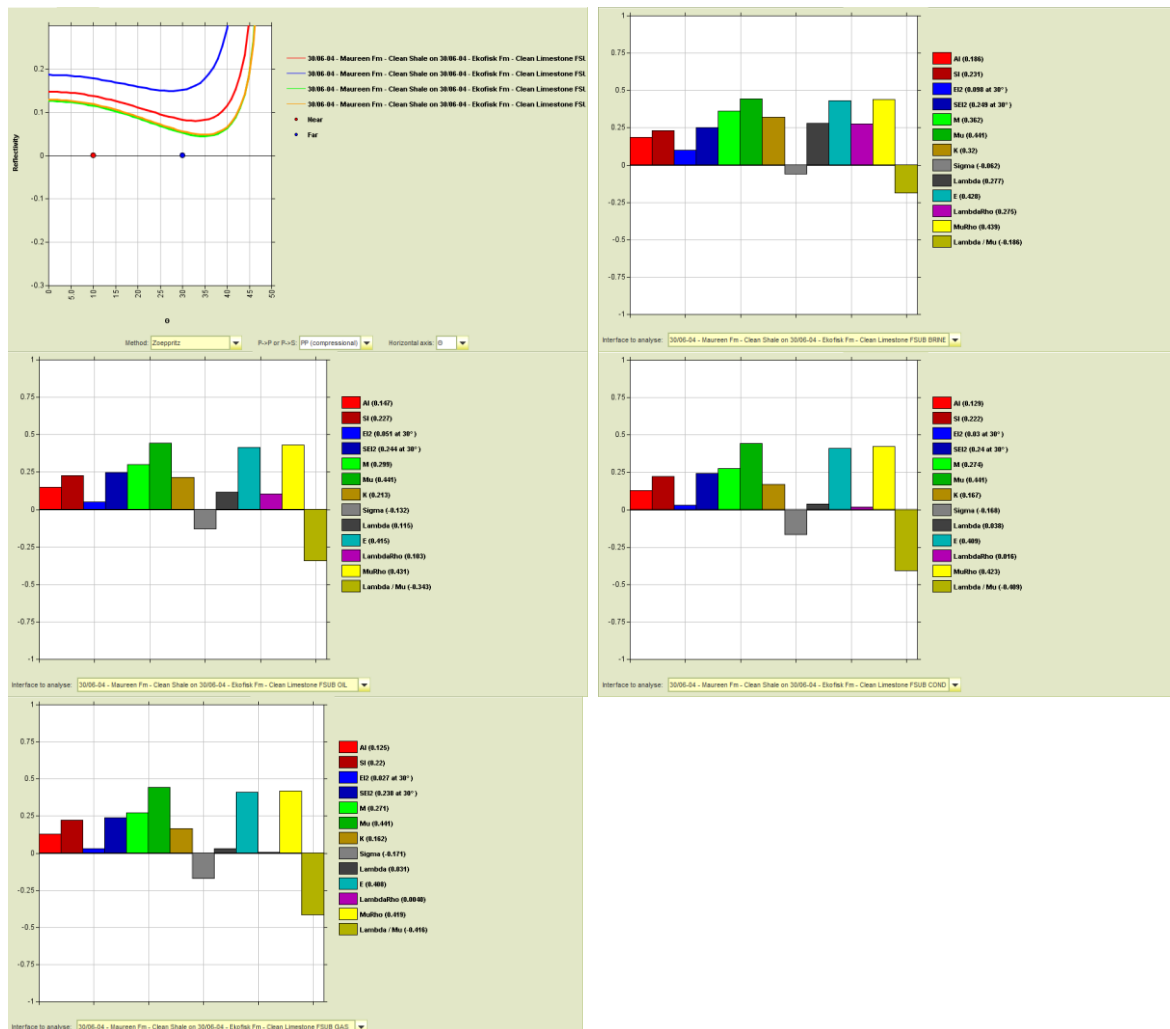 0.2
0.1
0
-0.1
-0.2
-0.3
Reflectivity
0 5.0 10 15 20 25 30 35 40 45 50
Θ
30/06-04 - Maureen Fm - Clean Shale on 30/06-04 - Ekofisk Fm - Clean Limestone FSU
30/06-04 - Maureen Fm - Clean Shale on 30/06-04 - Ekofisk Fm - Clean Limestone FSU
30/06-04 - Maureen Fm - Clean Shale on 30/06-04 - Ekofisk Fm - Clean Limestone FSU
30/06-04 - Maureen Fm - Clean Shale on 30/06-04 - Ekofisk Fm - Clean Limestone FSU
Near
Far
Method: Zoeppritz P->P or P->S: PP (compressional) Horizontal axis: Θ
1
0.75
0.5
0.25
0
-0.25
-0.5
-0.75
-1
AI (0.186)
SI (0.231)
EI2 (0.098 at 30°)
SEI2 (0.249 at 30°)
M (0.362)
Mu (0.441)
K (0.32)
Sigma (-0.062)
Lambda (0.277)
E (0.428)
LambdaRho (0.275)
MuRho (0.439)
Lambda / Mu (-0.186)
Interface to analyse: 30/06-04 - Maureen Fm - Clean Shale on 30/06-04 - Ekofisk Fm - Clean Limestone FSUB BRINE
1
0.75
0.5
0.25
0
-0.25
-0.5
-0.75
-1
AI (0.147)
SI (0.227)
EI2 (0.051 at 30°)
SEI2 (0.244 at 30°)
M (0.299)
Mu (0.441)
K (0.213)
Sigma (-0.132)
Lambda (0.115)
E (0.415)
LambdaRho (0.103)
MuRho (0.431)
Lambda / Mu (-0.343)
Interface to analyse: 30/06-04 - Maureen Fm - Clean Shale on 30/06-04 - Ekofisk Fm - Clean Limestone FSUB OIL
1
0.75
0.5
0.25
0
-0.25
-0.5
-0.75
-1
AI (0.129)
SI (0.222)
EI2 (0.03 at 30°)
SEI2 (0.24 at 30°)
M (0.274)
Mu (0.441)
K (0.167)
Sigma (-0.168)
Lambda (0.038)
E (0.409)
LambdaRho (0.016)
MuRho (0.423)
Lambda / Mu (-0.409)
Interface to analyse: 30/06-04 - Maureen Fm - Clean Shale on 30/06-04 - Ekofisk Fm - Clean Limestone FSUB COND
1
0.75
0.5
0.25
0
-0.25
-0.5
-0.75
-1
AI (0.125)
SI (0.22)
EI2 (0.027 at 30°)
SEI2 (0.238 at 30°)
M (0.271)
Mu (0.441)
K (0.162)
Sigma (-0.171)
Lambda (0.031)
E (0.408)
LambdaRho (0.0048)
MuRho (0.419)
Lambda / Mu (-0.416)
Interface to analyse: 30/06-04 - Maureen Fm - Clean Shale on 30/06-04 - Ekofisk Fm - Clean Limestone FSUB GAS